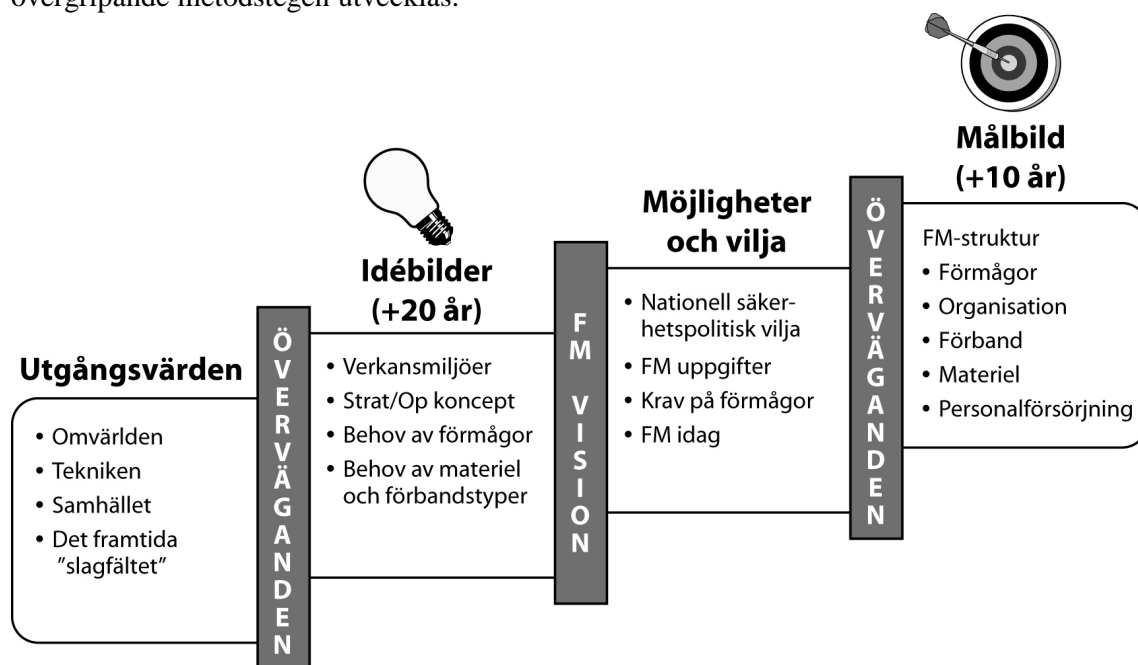 övergripande metodstegen utvecklas.
Utgångsvärden
• Omvärlden
• Tekniken
• Samhället
• Det framtida
”slagfältet”
ÖVERVÄGANDEN
Idébilder
(+20 år)
• Verkansmiljöer
• Strat/Op koncept
• Behov av förmågor
• Behov av materiel
och förbandstyper
FM VISION
Möjligheter
och vilja
• Nationell säker-
hetspolitisk vilja
• FM uppgifter
• Krav på förmågor
• FM idag
ÖVERVÄGANDEN
Målbild
(+10 år)
FM-struktur
• Förmågor
• Organisation
• Förband
• Materiel
• Personalförsörjning